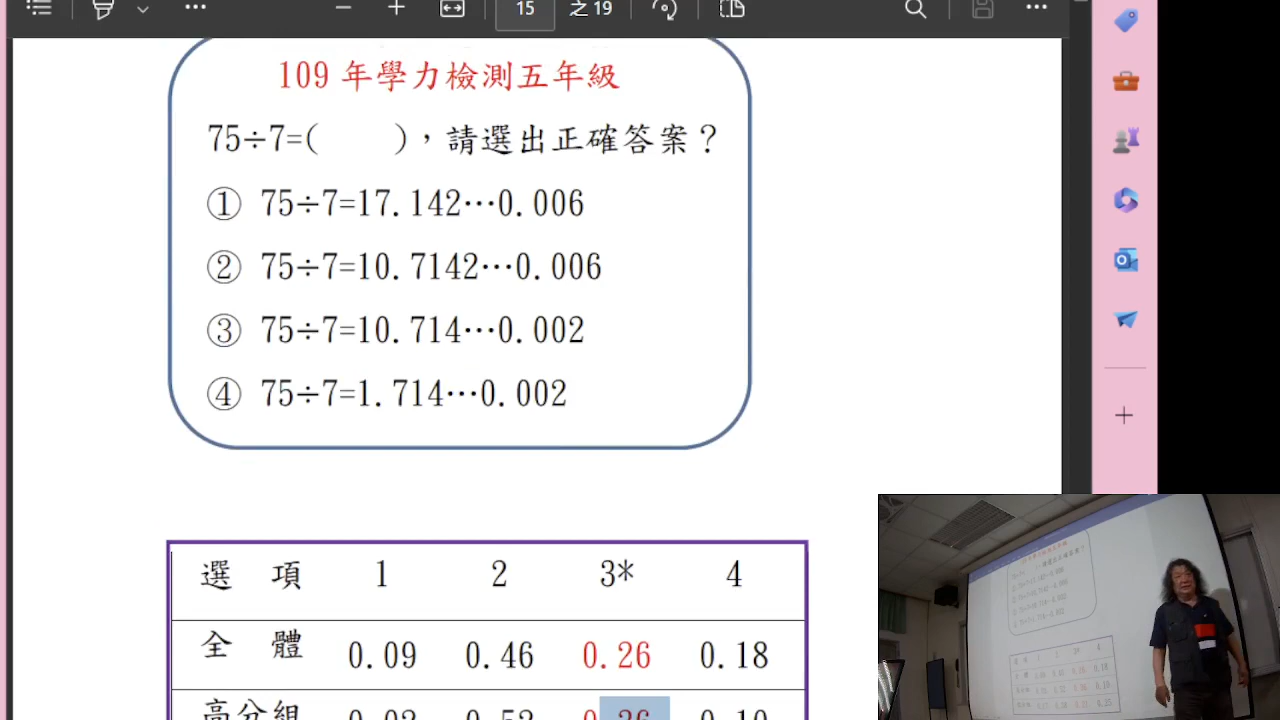 15 之 19
109 年學力檢測五年級
75÷7=(　　)，請選出正確答案？
① 75÷7=17.142…0.006
② 75÷7=10.7142…0.006
③ 75÷7=10.714…0.002
④ 75÷7=1.714…0.002
選 項 1 2 3* 4
全 體 0.09 0.46 0.26 0.18
高分組